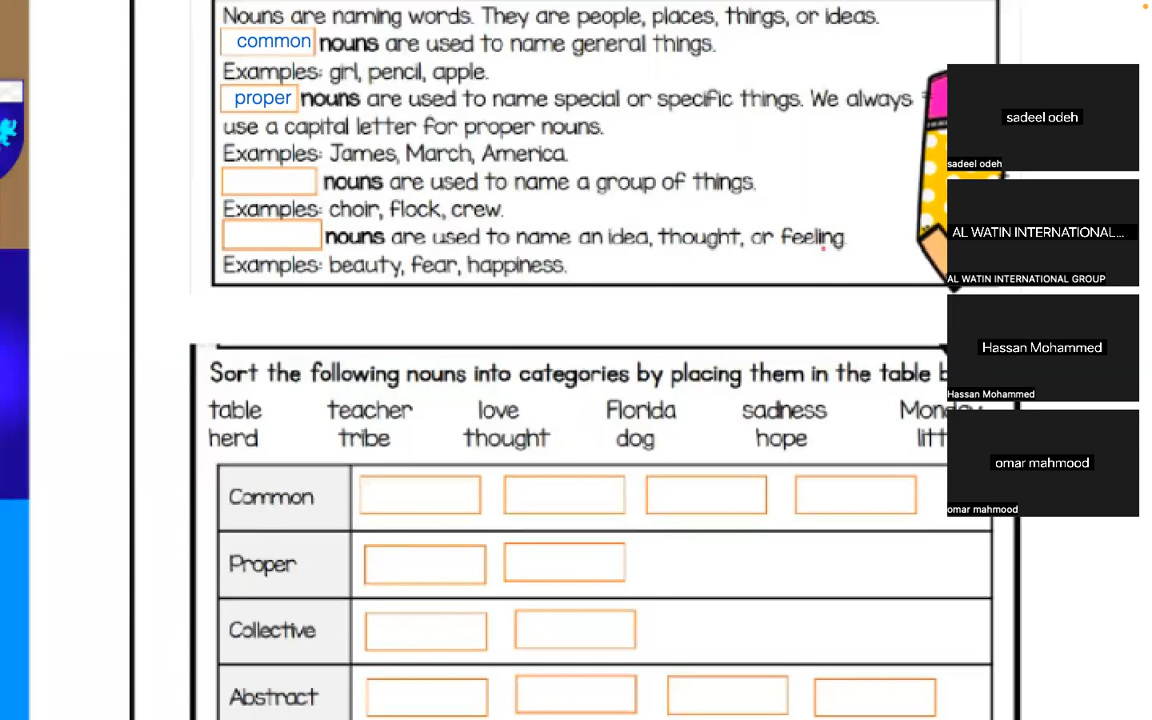 Nouns are naming words. They are people, places, things, or ideas.
common nouns are used to name general things.
Examples: girl, pencil, apple.
proper nouns are used to name special or specific things. We always
use a capital letter for proper nouns.
Examples: James, March, America.
nouns are used to name a group of things.
Examples: choir, flock, crew.
nouns are used to name an idea, thought, or feeling.
Examples: beauty, fear, happiness.
Sort the following nouns into categories by placing them in the table
table teacher love Florida sadness Monday
herd tribe thought dog hope
Common
Proper
Collective
Abstract
sadeel odeh
sadeel odeh
AL WATIN INTERNATIONAL...
AL WATIN INTERNATIONAL GROUP
Hassan Mohammed
Hassan Mohammed
omar mahmood
omar mahmood